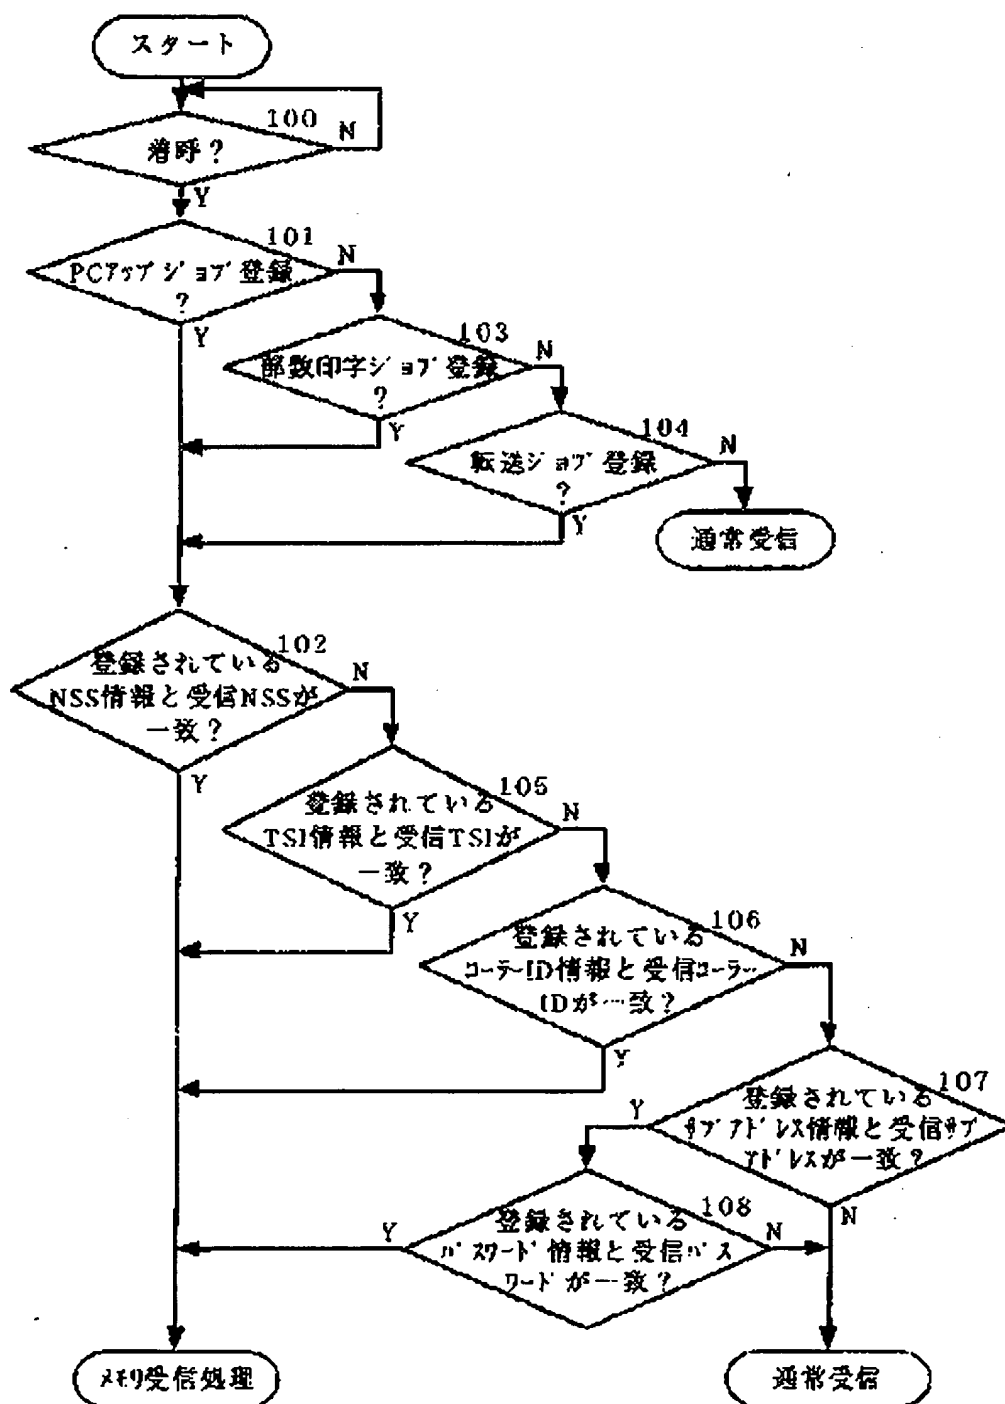 スタート
100
着呼?
N
Y
101
PCアップジョブ登録
?
N
Y
103
部数印字ジョブ登録
?
N
Y
104
転送ジョブ登録
?
N
Y
通常受信
102
登録されている
NSS情報と受信NSSが
一致?
N
Y
105
登録されている
TSI情報と受信TSIが
一致?
N
Y
106
登録されている
コーラーID情報と受信コーラー
IDが一致?
N
Y
107
登録されている
サブアドレス情報と受信サブ
アドレスが一致?
Y
N
108
登録されている
パスワード情報と受信パス
ワードが一致?
Y
N
メモリ受信処理
通常受信